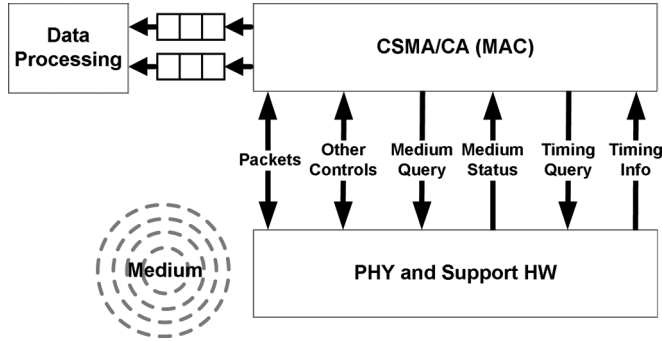 Data
Processing
CSMA/CA (MAC)
Packets
Other
Controls
Medium
Query
Medium
Status
Timing
Query
Timing
Info
Medium
PHY and Support HW